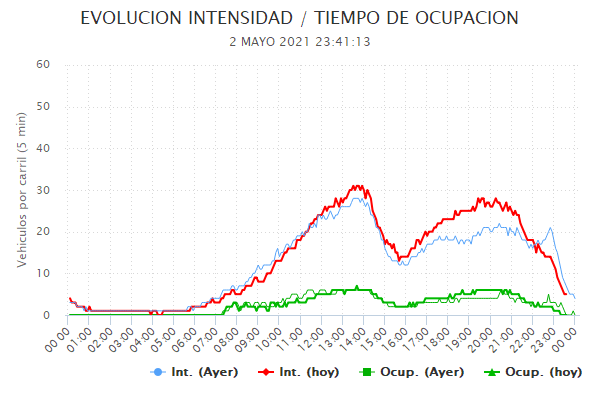 EVOLUCION INTENSIDAD / TIEMPO DE OCUPACION
2 MAYO 2021 23:41:13
Vehiculos por carril (5 min)
60
50
40
30
20
10
0
00:00 01:00 02:00 03:00 04:00 05:00 06:00 07:00 08:00 09:00 10:00 11:00 12:00 13:00 14:00 15:00 16:00 17:00 18:00 19:00 20:00 21:00 22:00 23:00 00:00
Int. (Ayer) Int. (hoy) Ocup. (Ayer) Ocup. (hoy)